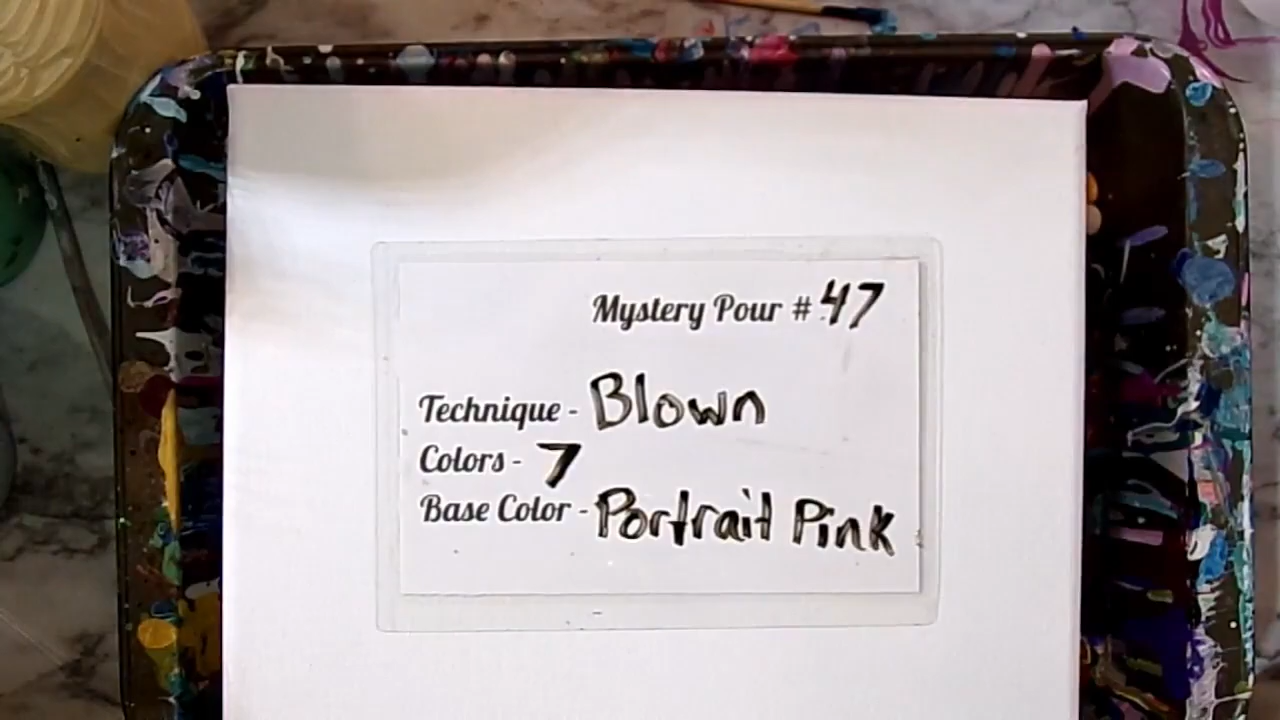 Mystery Pour # 47
Technique - Blown
Colors - 7
Base Color - Portrait Pink